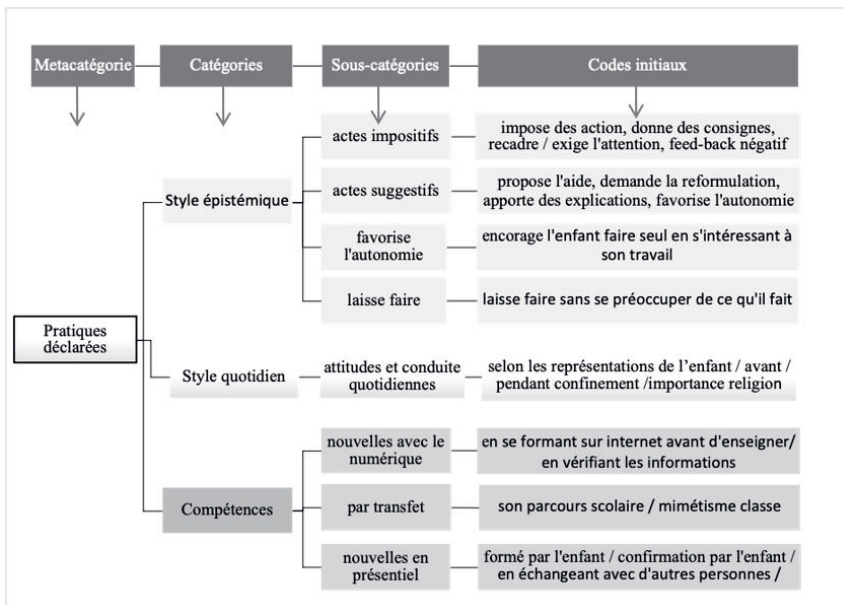 Metacatégorie
Catégories
Sous-catégories
Codes initiaux
actes impositifs
impose des action, donne des consignes,
recadre / exige l'attention, feed-back négatif
Style épistémique
actes suggestifs
propose l'aide, demande la reformulation,
apporte des explications, favorise l'autonomie
favorise
l'autonomie
encorage l'enfant faire seul en s'intéressant à
son travail
laisse faire
laisse faire sans se préoccuper de ce qu'il fait
Pratiques
déclarées
Style quotidien
attitudes et conduite
quotidiennes
selon les représentations de l’enfant / avant /
pendant confinement /importance religion
nouvelles avec le
numérique
en se formant sur internet avant d'enseigner/
en vérifiant les informations
Compétences
par transfet
son parcours scolaire / mimétisme classe
nouvelles en
présentiel
formé par l'enfant / confirmation par l'enfant /
en échangeant avec d'autres personnes /